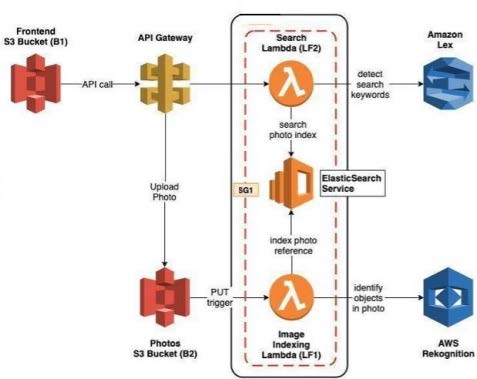 Frontend
S3 Bucket (B1)
API call
API Gateway
Search
Lambda (LF2)
detect
search
keywords
Amazon
Lex
search
photo index
Upload
Photo
SG1
ElasticSearch
Service
index photo
reference
PUT
trigger
identify
objects
in photo
Photos
S3 Bucket (B2)
Image
Indexing
Lambda (LF1)
AWS
Rekognition